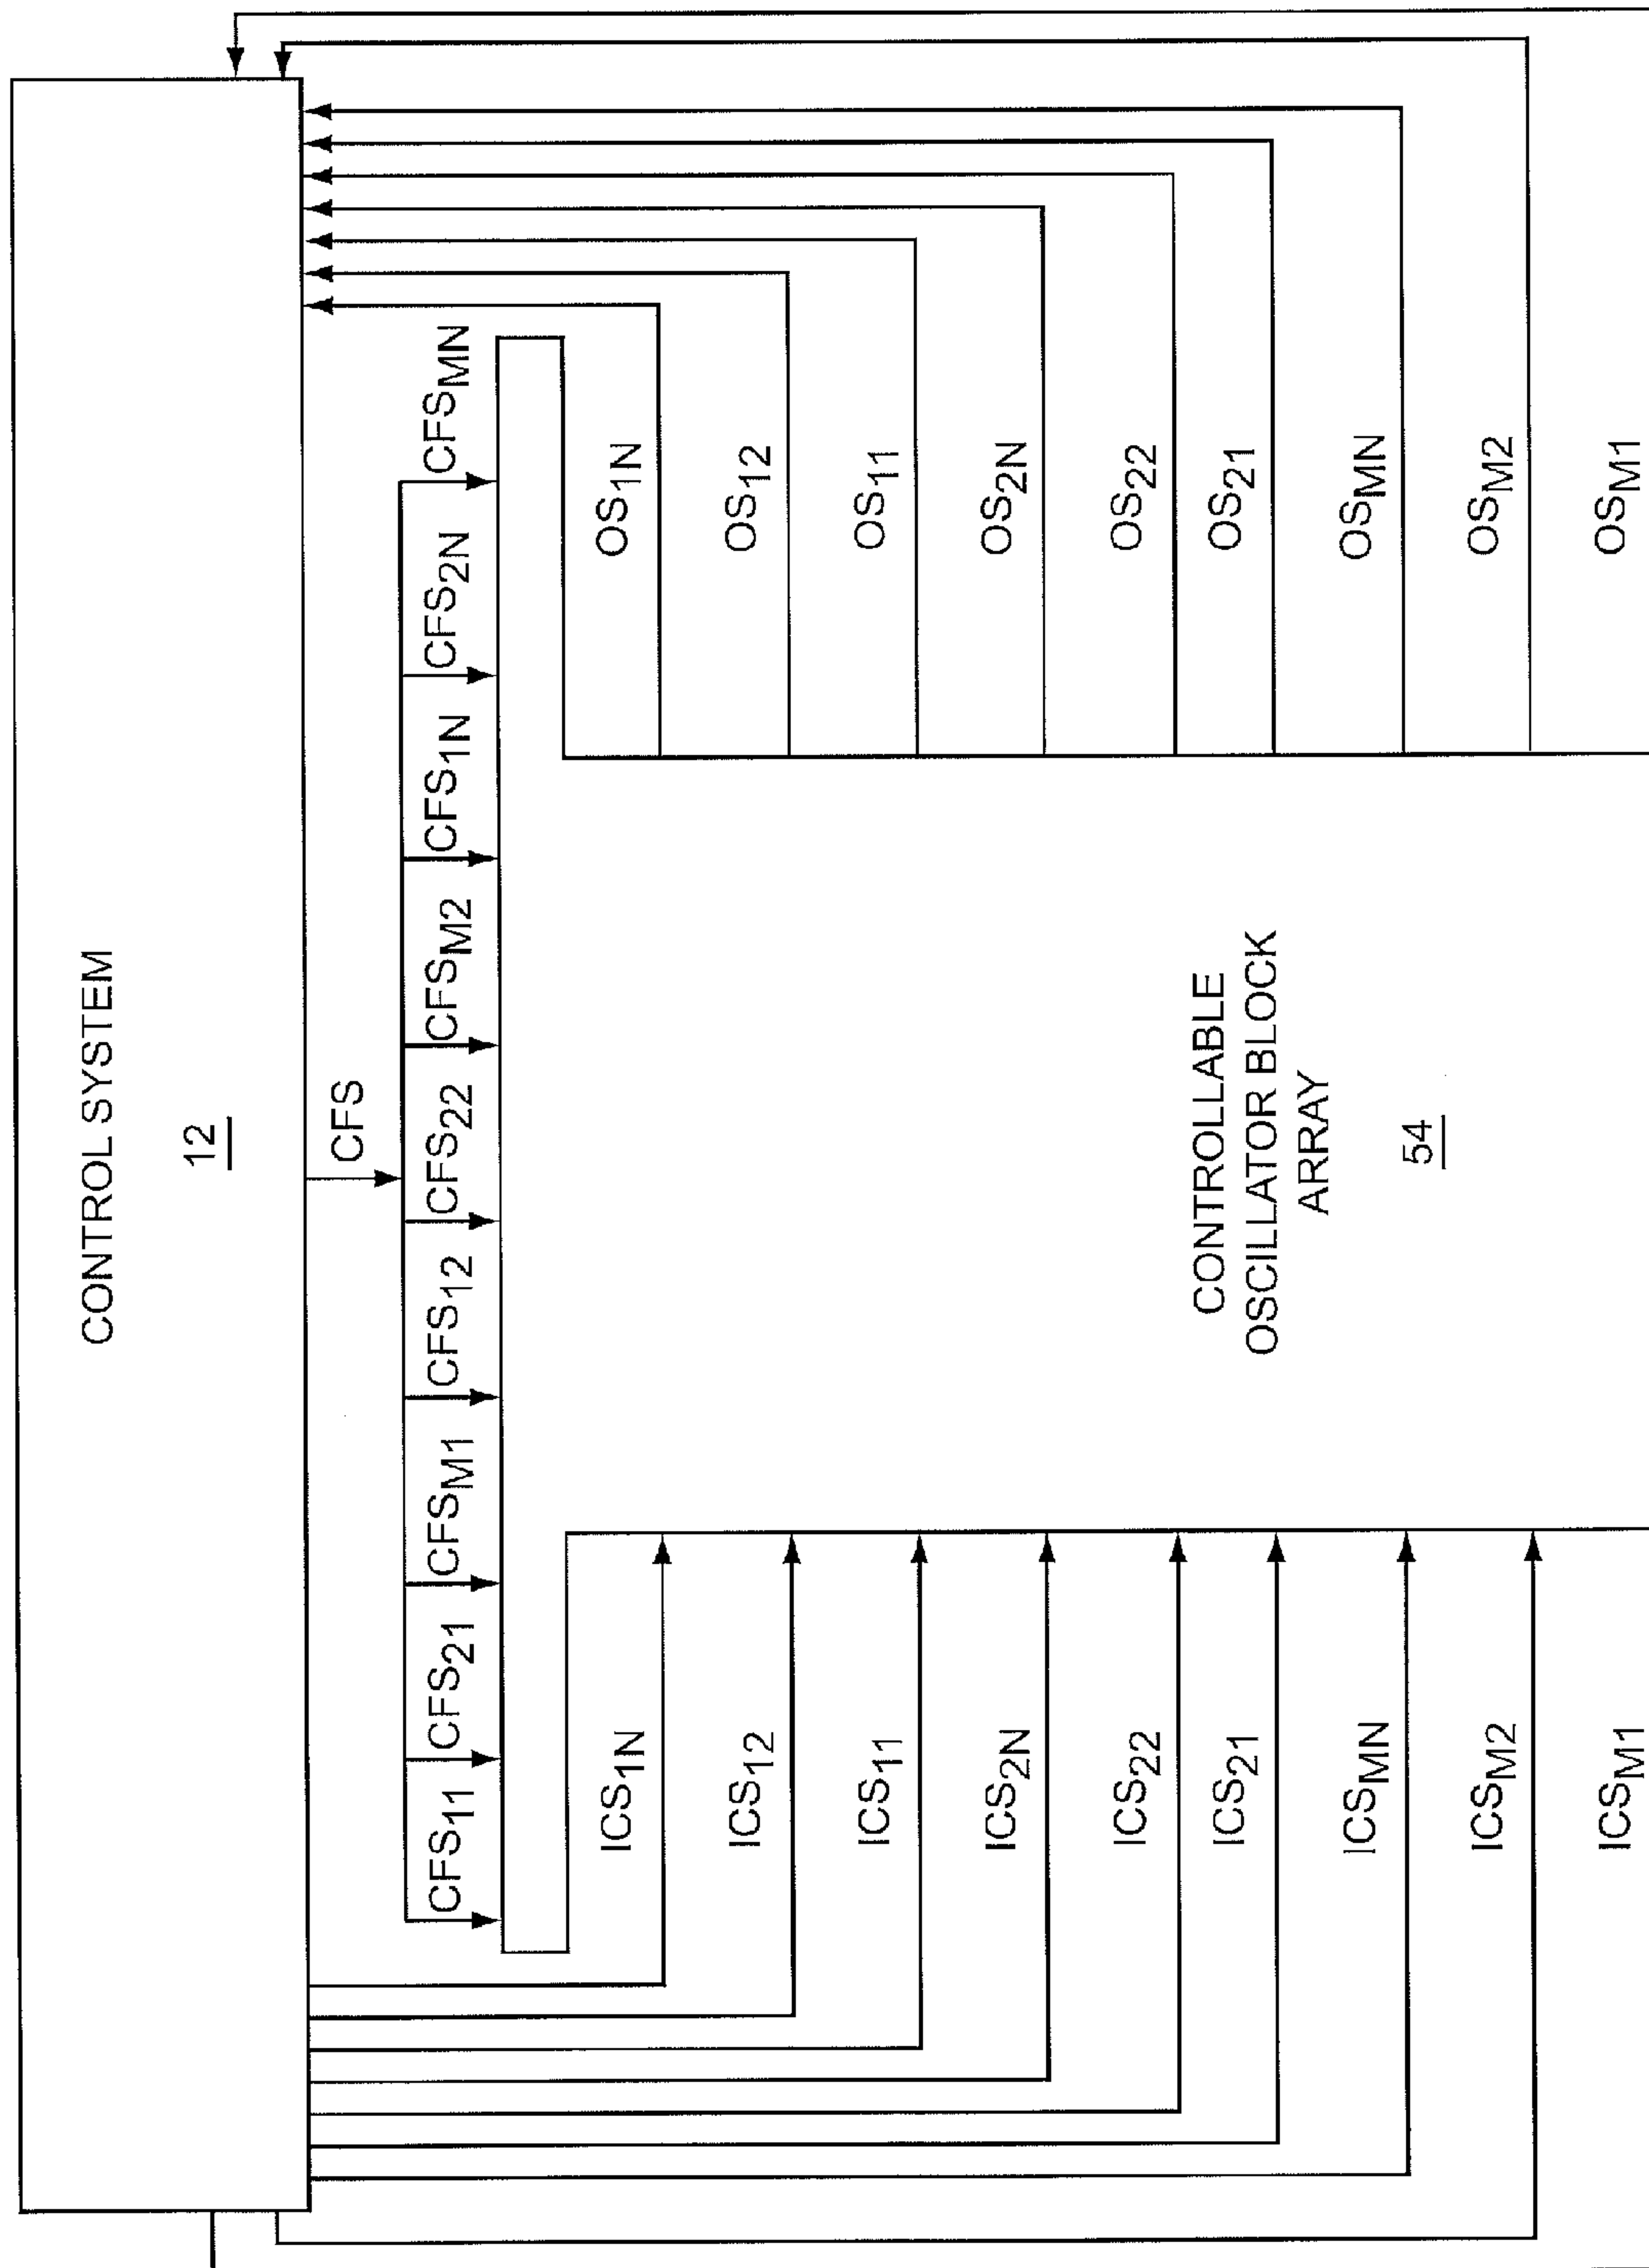 CONTROL SYSTEM
12
CFS
CFS11 CFS21 CFSM1 CFS12 CFS22 CFSM2 CFS1N CFS2N CFSMN
ICS1N OS1N
ICS12 OS12
ICS11 OS11
ICS2N OS2N
ICS22 OS22
ICS21 OS21
ICSMN OSMN
ICSM2 OSM2
ICSM1 OSM1
CONTROLLABLE
OSCILLATOR BLOCK
ARRAY
54